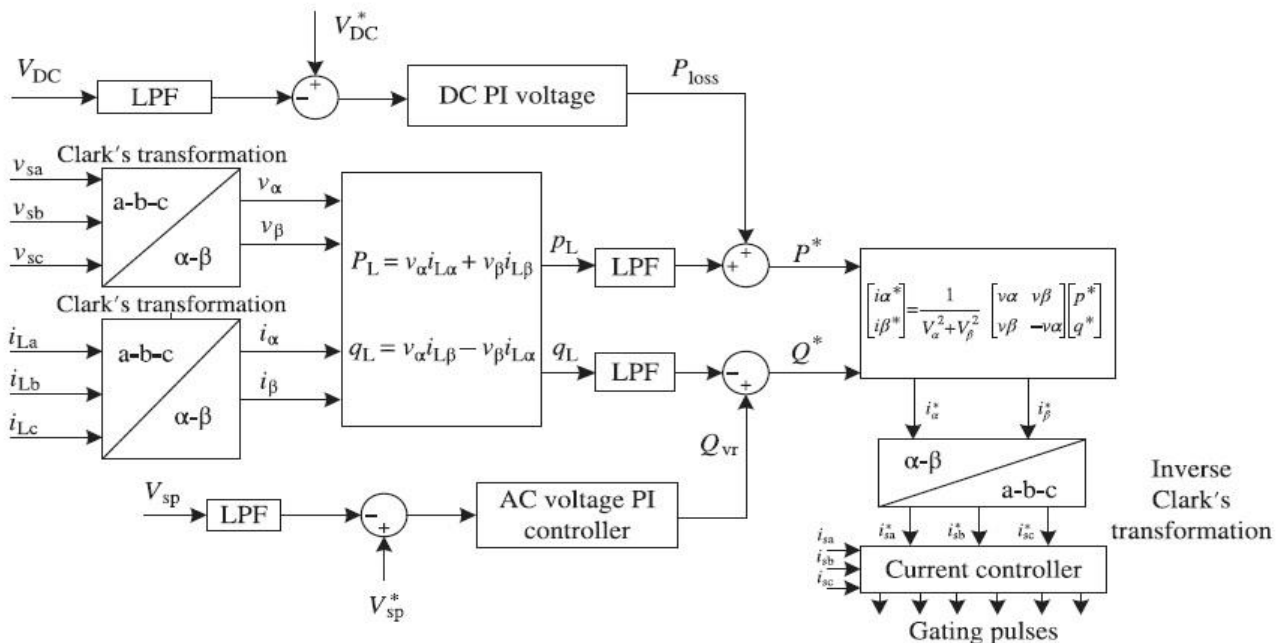 V*DC
VDC
LPF
−
+
DC PI voltage
Ploss
Clark's transformation
vsa
vsb
vsc
a-b-c
α-β
vα
vβ
PL = vαiLα + vβiLβ
qL = vαiLβ − vβiLα
pL
LPF
+
+
P*
Clark's transformation
iLa
iLb
iLc
a-b-c
α-β
iα
iβ
qL
LPF
−
+
Q*
[iα* iβ*] = 1 / (Vα² + Vβ²) [vα vβ vβ −vα] [p* q*]
Qvr
Vsp
LPF
−
+
V*sp
AC voltage PI
controller
i*α
i*β
α-β
a-b-c
Inverse
Clark's
transformation
i*sa
i*sb
i*sc
isa
isb
isc
Current controller
Gating pulses